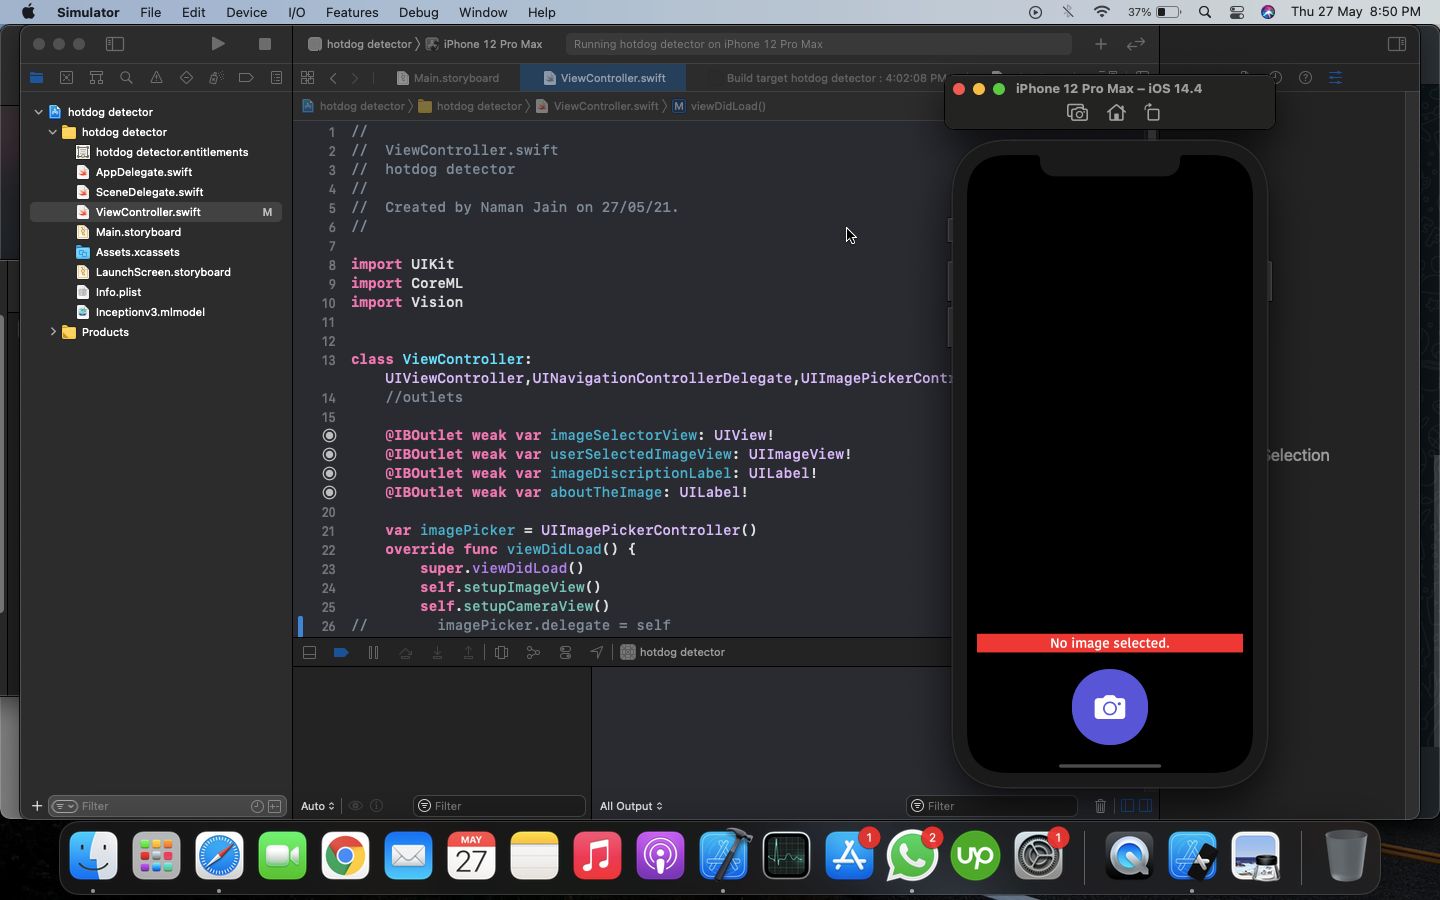 Simulator File Edit Device I/O Features Debug Window Help 37% Thu 27 May 8:50 PM
hotdog detector iPhone 12 Pro Max Running hotdog detector on iPhone 12 Pro Max
Main.storyboard ViewController.swift Build target hotdog detector : 4:02:08 PM
iPhone 12 Pro Max – iOS 14.4
hotdog detector hotdog detector ViewController.swift M viewDidLoad()
hotdog detector
hotdog detector
hotdog detector.entitlements
AppDelegate.swift
SceneDelegate.swift
ViewController.swift M
Main.storyboard
Assets.xcassets
LaunchScreen.storyboard
Info.plist
Inceptionv3.mlmodel
Products
1 //
2 // ViewController.swift
3 // hotdog detector
4 //
5 // Created by Naman Jain on 27/05/21.
6 //
7
8 import UIKit
9 import CoreML
10 import Vision
11
12
13 class ViewController:
UIViewController,UINavigationControllerDelegate,UIImagePickerContr
14 //outlets
15
@IBOutlet weak var imageSelectorView: UIView!
@IBOutlet weak var userSelectedImageView: UIImageView!
@IBOutlet weak var imageDiscriptionLabel: UILabel!
@IBOutlet weak var aboutTheImage: UILabel!
20
21 var imagePicker = UIImagePickerController()
22 override func viewDidLoad() {
23 super.viewDidLoad()
24 self.setupImageView()
25 self.setupCameraView()
26 // imagePicker.delegate = self
Selection
No image selected.
hotdog detector
Filter
Auto
Filter
All Output
Filter
MAY
27
1
2
up
1